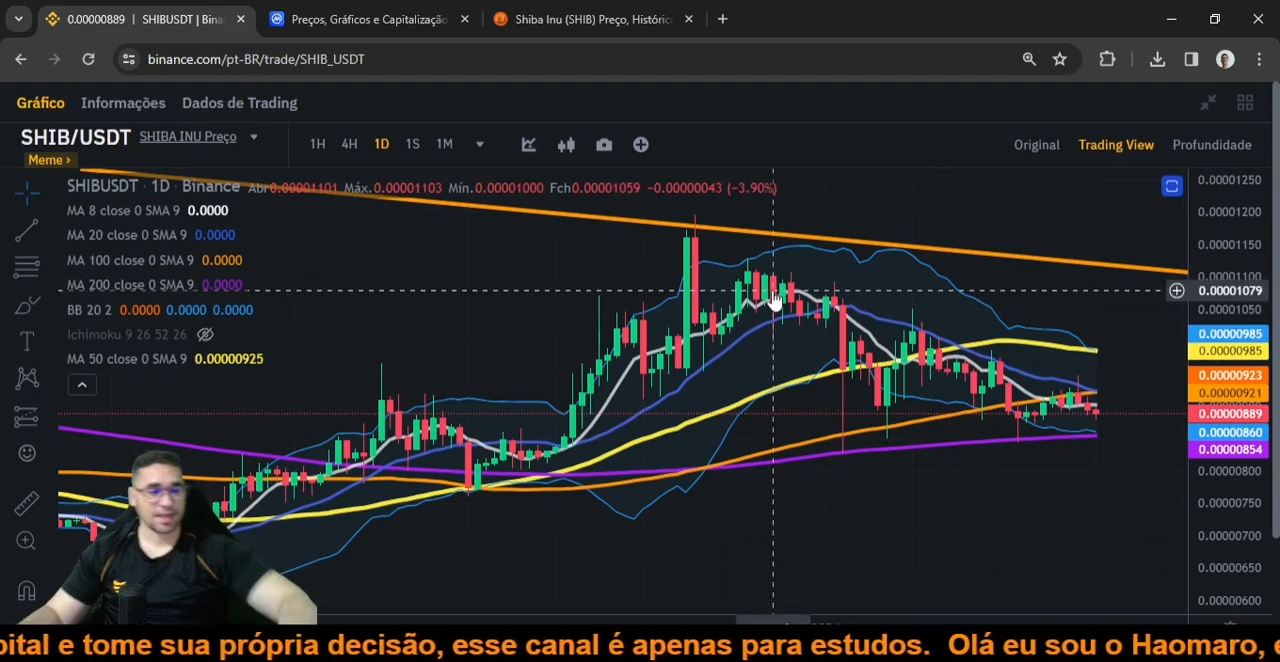 0.00000889 | SHIBUSDT | Bina
Preços, Gráficos e Capitalização
Shiba Inu (SHIB) Preço, Históric
binance.com/pt-BR/trade/SHIB_USDT
Gráfico Informações Dados de Trading
SHIB/USDT SHIBA INU Preço
Meme ›
1H 4H 1D 1S 1M
Original Trading View Profundidade
SHIBUSDT · 1D · Binance Abr0.00001101 Máx.0.00001103 Mín.0.00001000 Fch0.00001059 −0.00000043 (−3.90%)
MA 8 close 0 SMA 9 0.0000
MA 20 close 0 SMA 9 0.0000
MA 100 close 0 SMA 9 0.0000
MA 200 close 0 SMA 9 0.0000
BB 20 2 0.0000 0.0000 0.0000
Ichimoku 9 26 52 26
MA 50 close 0 SMA 9 0.00000925
0.00001250
0.00001200
0.00001150
0.00001100
0.00001079
0.00001050
0.00000985
0.00000985
0.00000923
0.00000921
0.00000889
0.00000860
0.00000854
0.00000800
0.00000750
0.00000700
0.00000650
0.00000600
pital e tome sua própria decisão, esse canal é apenas para estudos. Olá eu sou o Haomaro,